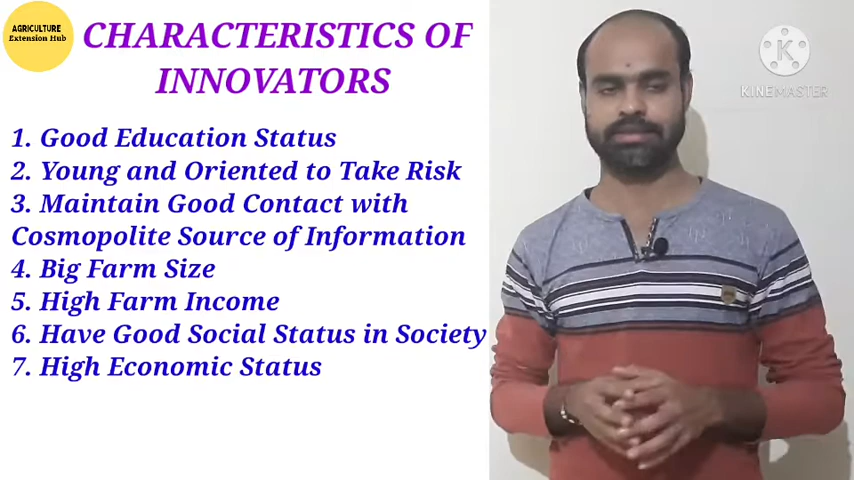 AGRICULTURE
Extension Hub
CHARACTERISTICS OF
INNOVATORS
1. Good Education Status
2. Young and Oriented to Take Risk
3. Maintain Good Contact with
Cosmopolite Source of Information
4. Big Farm Size
5. High Farm Income
6. Have Good Social Status in Society
7. High Economic Status
K
KINEMASTER